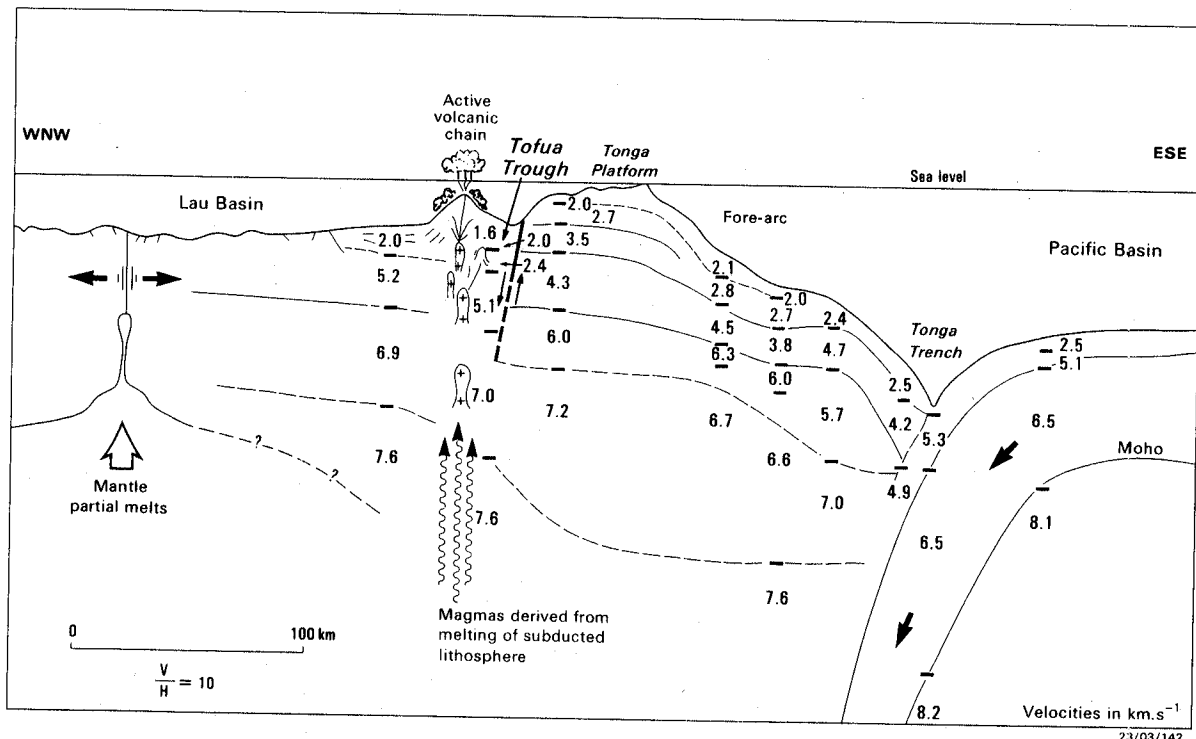 WNW
Active
volcanic
chain
Tofua
Trough
Tonga
Platform
ESE
Sea level
Lau Basin
Fore-arc
Pacific Basin
2.0
2.7
1.6
2.0
2.0
3.5
2.4
5.2
4.3
5.1
2.1
2.8
2.0
2.7
2.4
4.5
3.8
4.7
6.3
6.0
Tonga
Trench
2.5
5.1
6.9
6.0
7.0
7.2
6.7
5.7
2.5
4.2
5.3
6.5
7.6
6.6
4.9
Moho
Mantle
partial melts
?
?
7.6
7.0
8.1
6.5
7.6
Magmas derived from
melting of subducted
lithosphere
0 100 km
V
H = 10
8.2
Velocities in km.s⁻¹
23/03/142